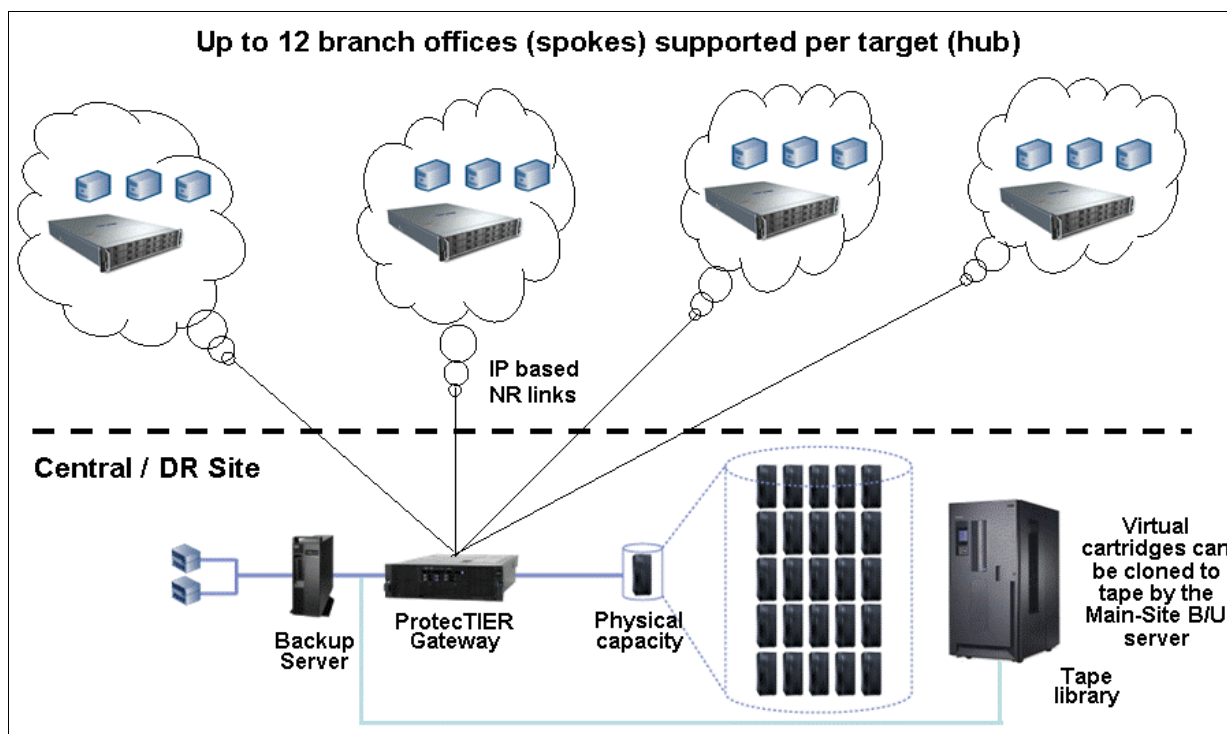 Up to 12 branch offices (spokes) supported per target (hub)
IP based
NR links
Central / DR Site
Backup
Server
ProtecTIER
Gateway
Physical
capacity
Virtual
cartridges can
be cloned to
tape by the
Main-Site B/U
server
Tape
library